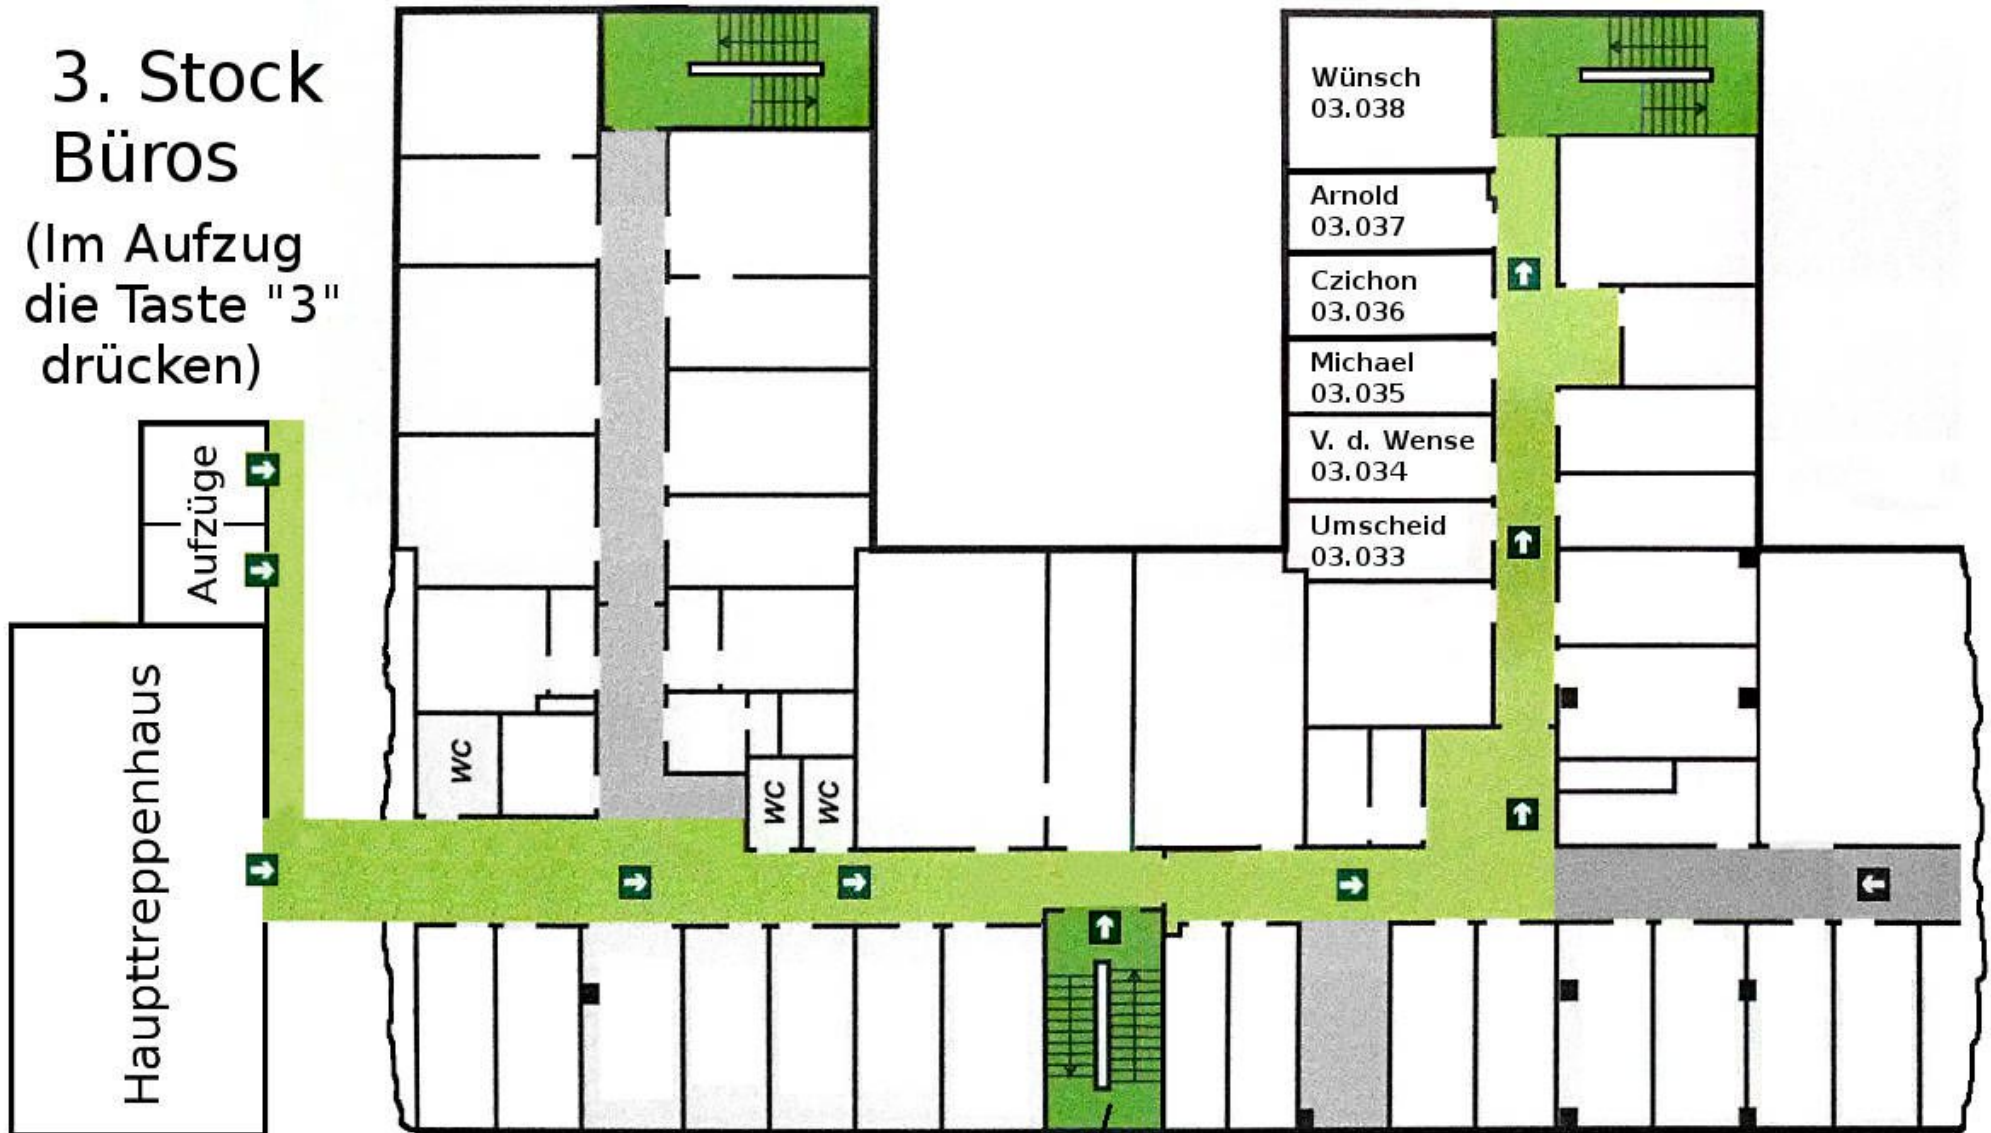 3. Stock
Büros
(Im Aufzug
die Taste "3"
drücken)
Aufzüge
Haupttreppenhaus
Wünsch
03.038
Arnold
03.037
Czichon
03.036
Michael
03.035
V. d. Wense
03.034
Umscheid
03.033
WC
WC
WC